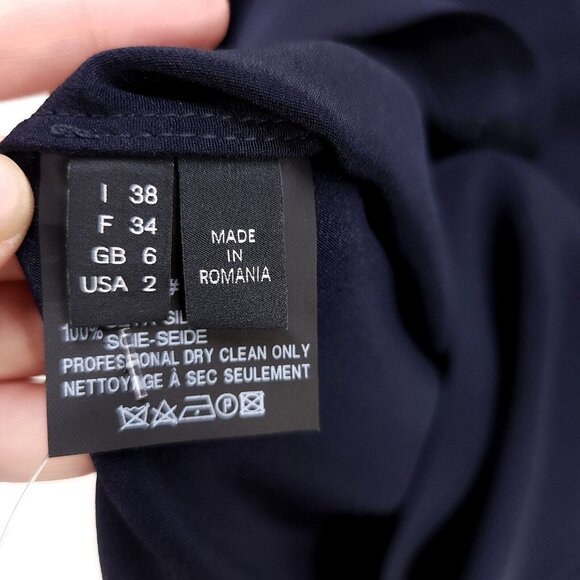 I 38
F 34
GB 6
USA 2
MADE
IN
ROMANIA
#
100%
SOIE-SEIDE
PROFESSIONAL DRY CLEAN ONLY
NETTOYAGE À SEC SEULEMENT
P